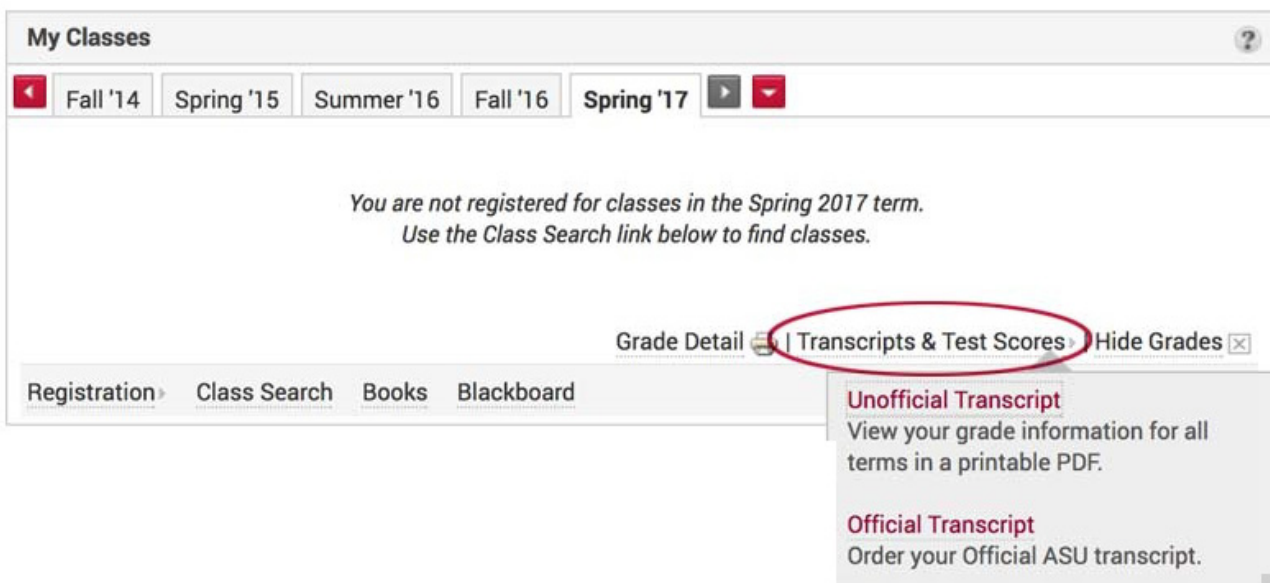 My Classes
?
Fall '14 Spring '15 Summer '16 Fall '16 Spring '17
You are not registered for classes in the Spring 2017 term.
Use the Class Search link below to find classes.
Grade Detail | Transcripts & Test Scores | Hide Grades
Registration Class Search Books Blackboard
Unofficial Transcript
View your grade information for all
terms in a printable PDF.
Official Transcript
Order your Official ASU transcript.